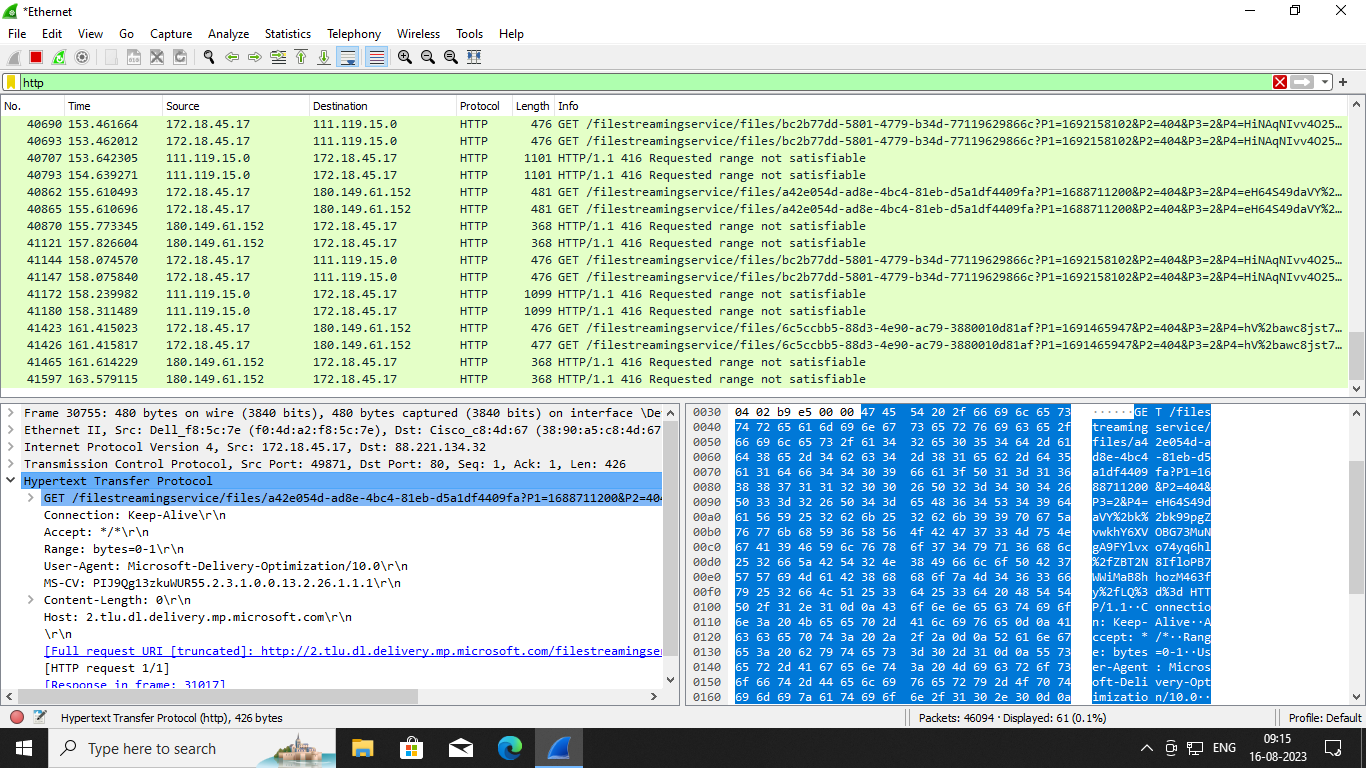 *Ethernet
File Edit View Go Capture Analyze Statistics Telephony Wireless Tools Help
http
No. Time Source Destination Protocol Length Info
40690 153.461664 172.18.45.17 111.119.15.0 HTTP 476 GET /filestreamingservice/files/bc2b77dd-5801-4779-b34d-77119629866c?P1=1692158102&P2=404&P3=2&P4=HiNAqNIvv4O25…
40693 153.462012 172.18.45.17 111.119.15.0 HTTP 476 GET /filestreamingservice/files/bc2b77dd-5801-4779-b34d-77119629866c?P1=1692158102&P2=404&P3=2&P4=HiNAqNIvv4O25…
40707 153.642305 111.119.15.0 172.18.45.17 HTTP 1101 HTTP/1.1 416 Requested range not satisfiable
40793 154.639271 111.119.15.0 172.18.45.17 HTTP 1101 HTTP/1.1 416 Requested range not satisfiable
40862 155.610493 172.18.45.17 180.149.61.152 HTTP 481 GET /filestreamingservice/files/a42e054d-ad8e-4bc4-81eb-d5a1df4409fa?P1=1688711200&P2=404&P3=2&P4=eH64S49daVY%2…
40865 155.610696 172.18.45.17 180.149.61.152 HTTP 481 GET /filestreamingservice/files/a42e054d-ad8e-4bc4-81eb-d5a1df4409fa?P1=1688711200&P2=404&P3=2&P4=eH64S49daVY%2…
40870 155.773345 180.149.61.152 172.18.45.17 HTTP 368 HTTP/1.1 416 Requested range not satisfiable
41121 157.826604 180.149.61.152 172.18.45.17 HTTP 368 HTTP/1.1 416 Requested range not satisfiable
41144 158.074570 172.18.45.17 111.119.15.0 HTTP 476 GET /filestreamingservice/files/bc2b77dd-5801-4779-b34d-77119629866c?P1=1692158102&P2=404&P3=2&P4=HiNAqNIvv4O25…
41147 158.075840 172.18.45.17 111.119.15.0 HTTP 476 GET /filestreamingservice/files/bc2b77dd-5801-4779-b34d-77119629866c?P1=1692158102&P2=404&P3=2&P4=HiNAqNIvv4O25…
41172 158.239982 111.119.15.0 172.18.45.17 HTTP 1099 HTTP/1.1 416 Requested range not satisfiable
41180 158.311489 111.119.15.0 172.18.45.17 HTTP 1099 HTTP/1.1 416 Requested range not satisfiable
41423 161.415023 172.18.45.17 180.149.61.152 HTTP 476 GET /filestreamingservice/files/6c5ccbb5-88d3-4e90-ac79-3880010d81af?P1=1691465947&P2=404&P3=2&P4=hV%2bawc8jst7…
41426 161.415817 172.18.45.17 180.149.61.152 HTTP 477 GET /filestreamingservice/files/6c5ccbb5-88d3-4e90-ac79-3880010d81af?P1=1691465947&P2=404&P3=2&P4=hV%2bawc8jst7…
41465 161.614229 180.149.61.152 172.18.45.17 HTTP 368 HTTP/1.1 416 Requested range not satisfiable
41597 163.579115 180.149.61.152 172.18.45.17 HTTP 368 HTTP/1.1 416 Requested range not satisfiable
Frame 30755: 480 bytes on wire (3840 bits), 480 bytes captured (3840 bits) on interface \De
Ethernet II, Src: Dell_f8:5c:7e (f0:4d:a2:f8:5c:7e), Dst: Cisco_c8:4d:67 (38:90:a5:c8:4d:67
Internet Protocol Version 4, Src: 172.18.45.17, Dst: 88.221.134.32
Transmission Control Protocol, Src Port: 49871, Dst Port: 80, Seq: 1, Ack: 1, Len: 426
Hypertext Transfer Protocol
GET /filestreamingservice/files/a42e054d-ad8e-4bc4-81eb-d5a1df4409fa?P1=1688711200&P2=404
Connection: Keep-Alive\r\n
Accept: */*\r\n
Range: bytes=0-1\r\n
User-Agent: Microsoft-Delivery-Optimization/10.0\r\n
MS-CV: PIJ9Qg13zkuWUR55.2.3.1.0.0.13.2.26.1.1.1\r\n
Content-Length: 0\r\n
Host: 2.tlu.dl.delivery.mp.microsoft.com\r\n
\r\n
[Full request URI [truncated]: http://2.tlu.dl.delivery.mp.microsoft.com/filestreamingse
[HTTP request 1/1]
[Response in frame: 31017]
0030 04 02 b9 e5 00 00 47 45 54 20 2f 66 69 6c 65 73 ······GET /files
0040 74 72 65 61 6d 69 6e 67 73 65 72 76 69 63 65 2f treamingservice/
0050 66 69 6c 65 73 2f 61 34 32 65 30 35 34 64 2d 61 files/a42e054d-a
0060 64 38 65 2d 34 62 63 34 2d 38 31 65 62 2d 64 35 d8e-4bc4-81eb-d5
0070 61 31 64 66 34 34 30 39 66 61 3f 50 31 3d 31 36 a1df4409fa?P1=16
0080 38 38 37 31 31 32 30 30 26 50 32 3d 34 30 34 26 88711200&P2=404&
0090 50 33 3d 32 26 50 34 3d 65 48 36 34 53 34 39 64 P3=2&P4=eH64S49d
00a0 61 56 59 25 32 62 6b 25 32 62 6b 39 39 70 67 5a aVY%2bk%2bk99pgZ
00b0 76 77 6b 68 59 36 58 56 4f 42 47 37 33 4d 75 4e vwkhY6XVOBG73MuN
00c0 67 41 39 46 59 6c 76 78 6f 37 34 79 71 36 68 6c gA9FYlvxo74yq6hl
00d0 25 32 66 5a 42 54 32 4e 38 49 66 6c 6f 50 42 37 %2fZBT2N8IfloPB7
00e0 57 57 69 4d 61 42 38 68 68 6f 7a 4d 34 36 33 66 WWiMaB8hhozM463f
00f0 79 25 32 66 4c 51 25 33 64 25 33 64 20 48 54 54 y%2fLQ%3d%3d HTT
0100 50 2f 31 2e 31 0d 0a 43 6f 6e 6e 65 63 74 69 6f P/1.1··Connectio
0110 6e 3a 20 4b 65 65 70 2d 41 6c 69 76 65 0d 0a 41 n: Keep-Alive··A
0120 63 63 65 70 74 3a 20 2a 2f 2a 0d 0a 52 61 6e 67 ccept: */*··Rang
0130 65 3a 20 62 79 74 65 73 3d 30 2d 31 0d 0a 55 73 e: bytes=0-1··Us
0140 65 72 2d 41 67 65 6e 74 3a 20 4d 69 63 72 6f 73 er-Agent: Micros
0150 6f 66 74 2d 44 65 6c 69 76 65 72 79 2d 4f 70 74 oft-Delivery-Opt
0160 69 6d 69 7a 61 74 69 6f 6e 2f 31 30 2e 30 0d 0a imization/10.0··
Hypertext Transfer Protocol (http), 426 bytes Packets: 46094 · Displayed: 61 (0.1%) Profile: Default
Type here to search ENG 09:15
16-08-2023